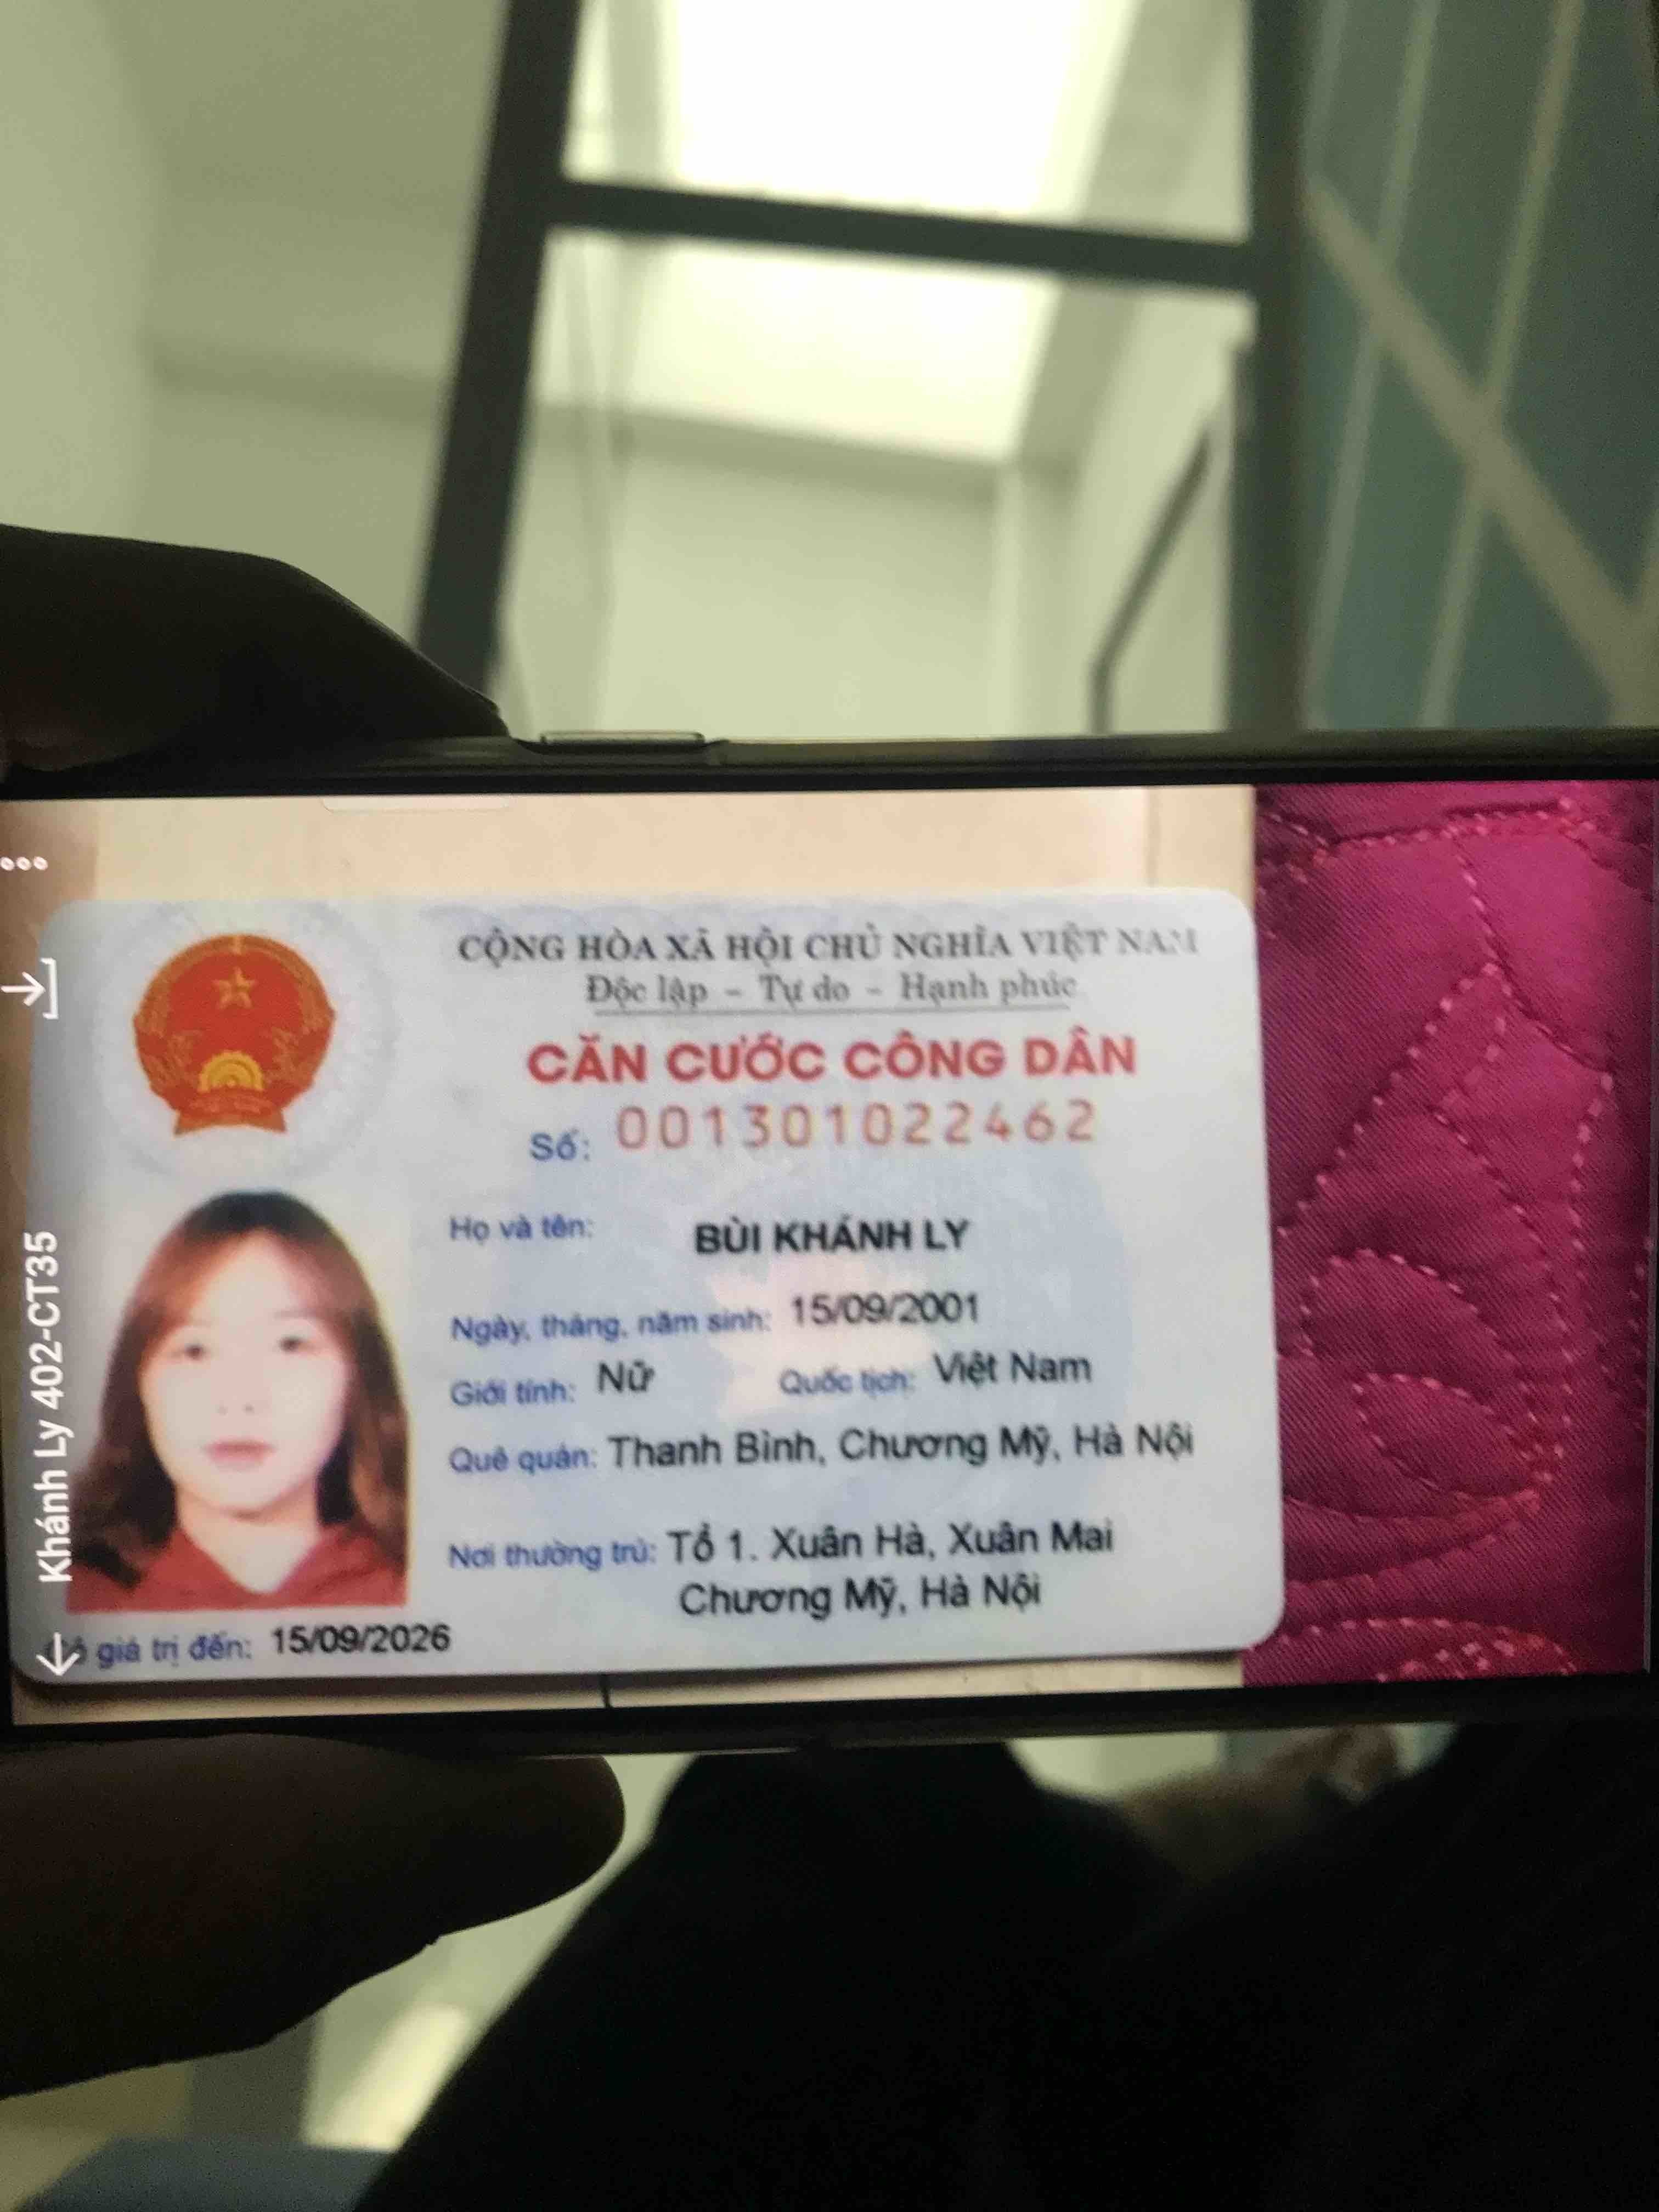 CỘNG HÒA XÃ HỘI CHỦ NGHĨA VIỆT NAM
Độc lập – Tự do – Hạnh phúc
CĂN CƯỚC CÔNG DÂN
Số: 001301022462
Họ và tên: BÙI KHÁNH LY
Ngày, tháng, năm sinh: 15/09/2001
Giới tính: Nữ Quốc tịch: Việt Nam
Quê quán: Thanh Bình, Chương Mỹ, Hà Nội
Nơi thường trú: Tổ 1. Xuân Hà, Xuân Mai
Chương Mỹ, Hà Nội
giá trị đến: 15/09/2026
Khánh Ly 402-CT35